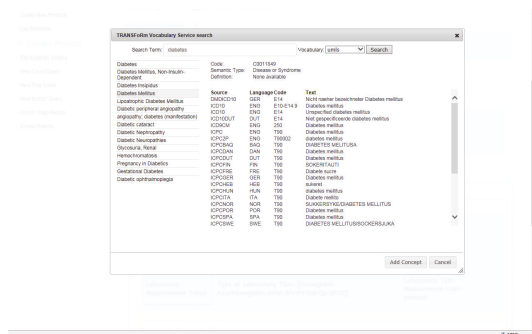 TRANSFoRm Vocabulary Service search
Search Term: diabetes Vocabulary: umls Search
Diabetes
Diabetes Mellitus, Non-Insulin-
Dependent
Diabetes Insipidus
Diabetes Mellitus
Lipoatrophic Diabetes Mellitus
Diabetic peripheral angiopathy
angiopathy; diabetes (manifestation)
Diabetic cataract
Diabetic Nephropathy
Diabetic Neuropathies
Glycosuria, Renal
Hemochromatosis
Pregnancy in Diabetics
Gestational Diabetes
Diabetic ophthalmoplegia
Code: C0011849
Semantic Type: Disease or Syndrome
Definition: None available
Source Language Code Text
DMDICD10 GER E14 Nicht naeher bezeichneter Diabetes mellitus
ICD10 ENG E10-E14.9 Diabetes mellitus
ICD10 ENG E14 Unspecified diabetes mellitus
ICD10DUT DUT E14 Niet gespecificeerde diabetes mellitus
ICD9CM ENG 250 Diabetes mellitus
ICPC ENG T90 Diabetes mellitus
ICPC2P ENG T90002 diabetes mellitus
ICPCBAQ BAQ T90 DIABETES MELITUSA
ICPCDAN DAN T90 Diabetes mellitus
ICPCDUT DUT T90 Diabetes mellitus
ICPCFIN FIN T90 SOKERITAUTI
ICPCFRE FRE T90 Diabete sucre
ICPCGER GER T90 Diabetes mellitus
ICPCHEB HEB T90 sukeret
ICPCHUN HUN T90 diabetes mellitus
ICPCITA ITA T90 Diabete mellito
ICPCNOR NOR T90 SUKKERSYKE/DIABETES MELLITUS
ICPCPOR POR T90 Diabetes mellitus
ICPCSPA SPA T90 Diabetes mellitus
ICPCSWE SWE T90 DIABETES MELLITUS/SOCKERSJUKA
Add Concept Cancel